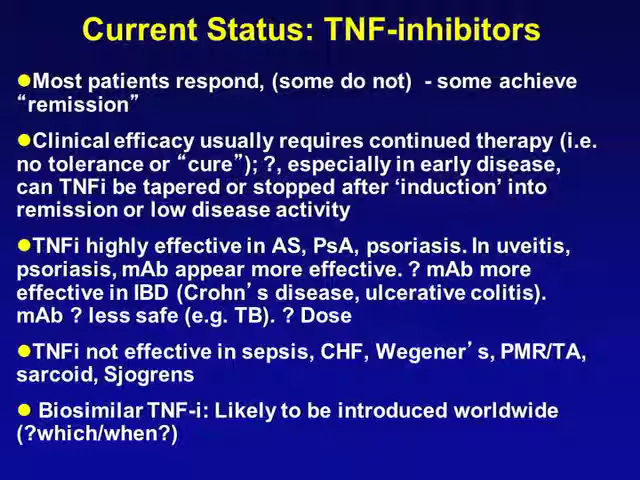 Current Status: TNF-inhibitors
●Most patients respond, (some do not)  - some achieve
“remission”
●Clinical efficacy usually requires continued therapy (i.e.
no tolerance or “cure”); ?, especially in early disease,
can TNFi be tapered or stopped after ‘induction’ into
remission or low disease activity
●TNFi highly effective in AS, PsA, psoriasis. In uveitis,
psoriasis, mAb appear more effective. ? mAb more
effective in IBD (Crohn’s disease, ulcerative colitis).
mAb ? less safe (e.g. TB). ? Dose
●TNFi not effective in sepsis, CHF, Wegener’s, PMR/TA,
sarcoid, Sjogrens
● Biosimilar TNF-i: Likely to be introduced worldwide
(?which/when?)